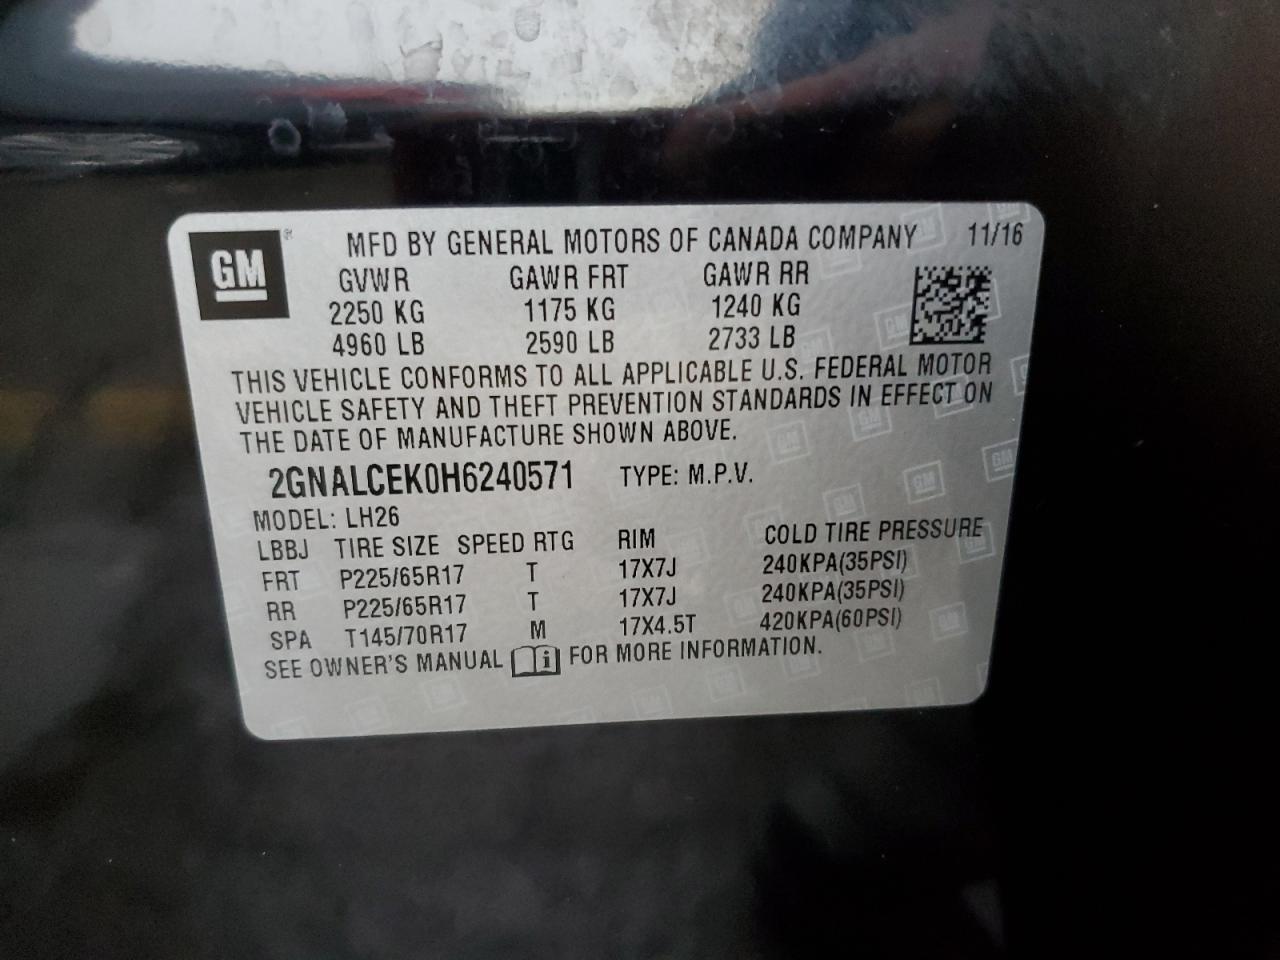 GM ® MFD BY GENERAL MOTORS OF CANADA COMPANY 11/16
GVWR GAWR FRT GAWR RR
2250 KG 1175 KG 1240 KG
4960 LB 2590 LB 2733 LB
THIS VEHICLE CONFORMS TO ALL APPLICABLE U.S. FEDERAL MOTOR
VEHICLE SAFETY AND THEFT PREVENTION STANDARDS IN EFFECT ON
THE DATE OF MANUFACTURE SHOWN ABOVE.
2GNALCEK0H6240571 TYPE: M.P.V.
MODEL: LH26
LBBJ TIRE SIZE SPEED RTG RIM COLD TIRE PRESSURE
FRT P225/65R17 T 17X7J 240KPA(35PSI)
RR P225/65R17 T 17X7J 240KPA(35PSI)
SPA T145/70R17 M 17X4.5T 420KPA(60PSI)
SEE OWNER'S MANUAL i FOR MORE INFORMATION.